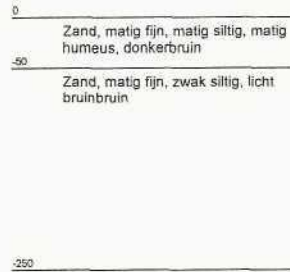 0
Zand, matig fijn, matig siltig, matig
humeus, donkerbruin
-50
Zand, matig fijn, zwak siltig, licht
bruinbruin
-250